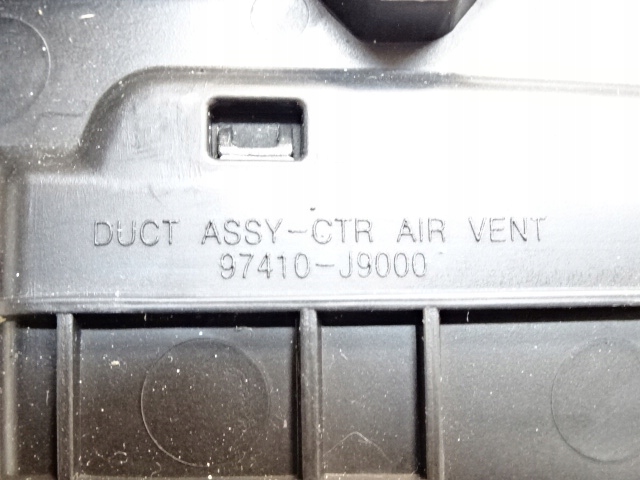 DUCT ASSY-CTR AIR VENT
97410-J9000